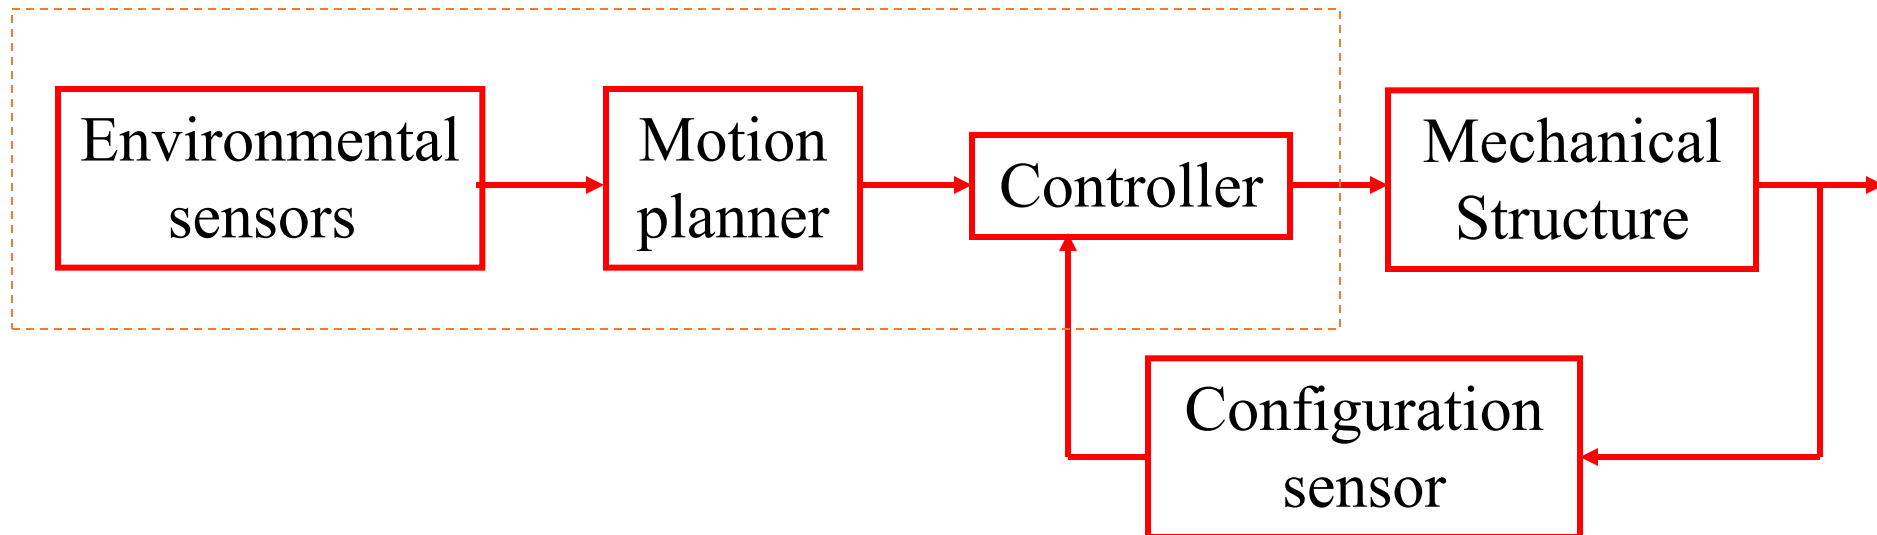 Environmental
sensors
Motion
planner
Controller
Mechanical
Structure
Configuration
sensor